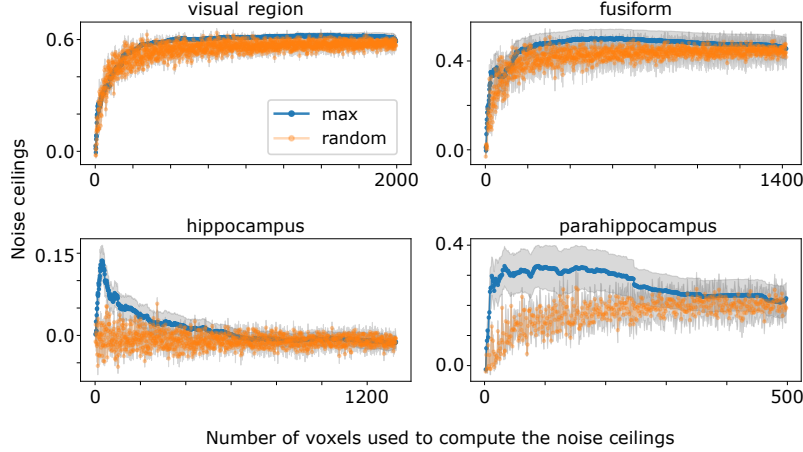 visual region
fusiform
0.6
0.0
0
2000
max
random
0.4
0.0
0
1400
Noise ceilings
hippocampus
parahippocampus
0.15
0.0
0
1200
0.4
0.0
0
500
Number of voxels used to compute the noise ceilings